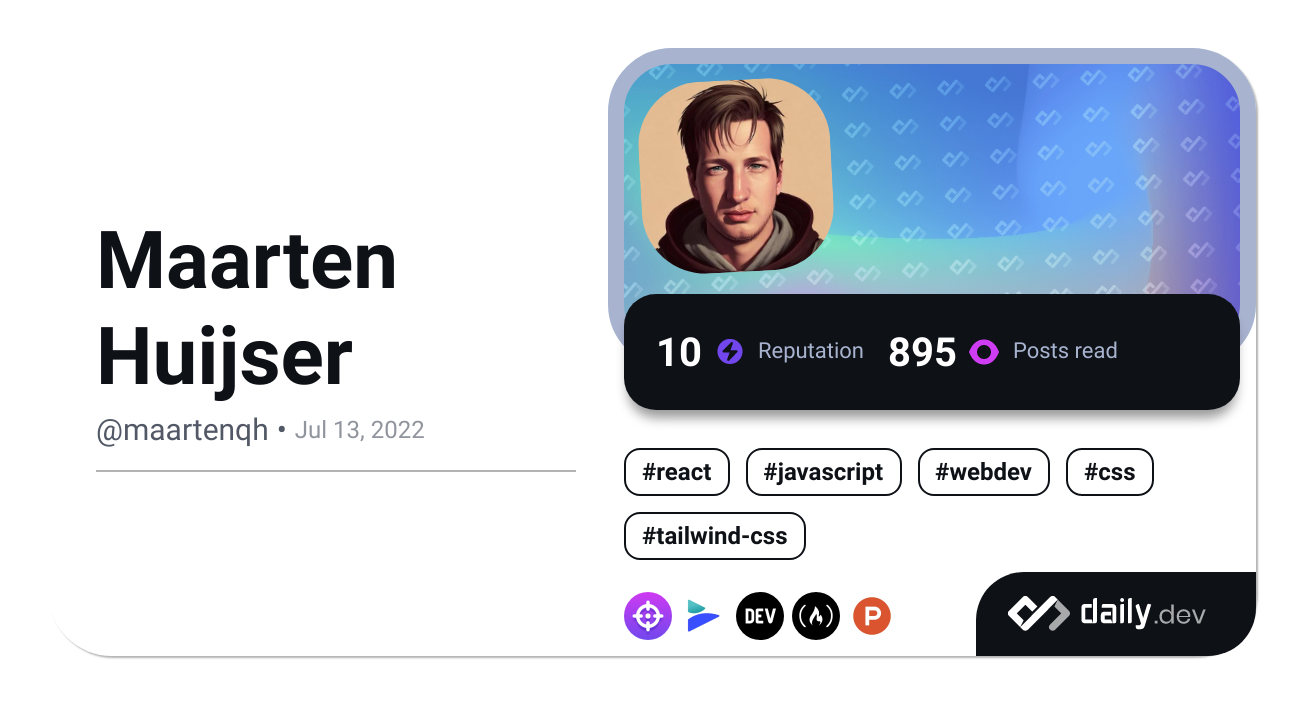 Maarten
Huijser
@maartenqh • Jul 13, 2022
10 Reputation 895 Posts read
#react #javascript #webdev #css
#tailwind-css
DEV P
daily.dev